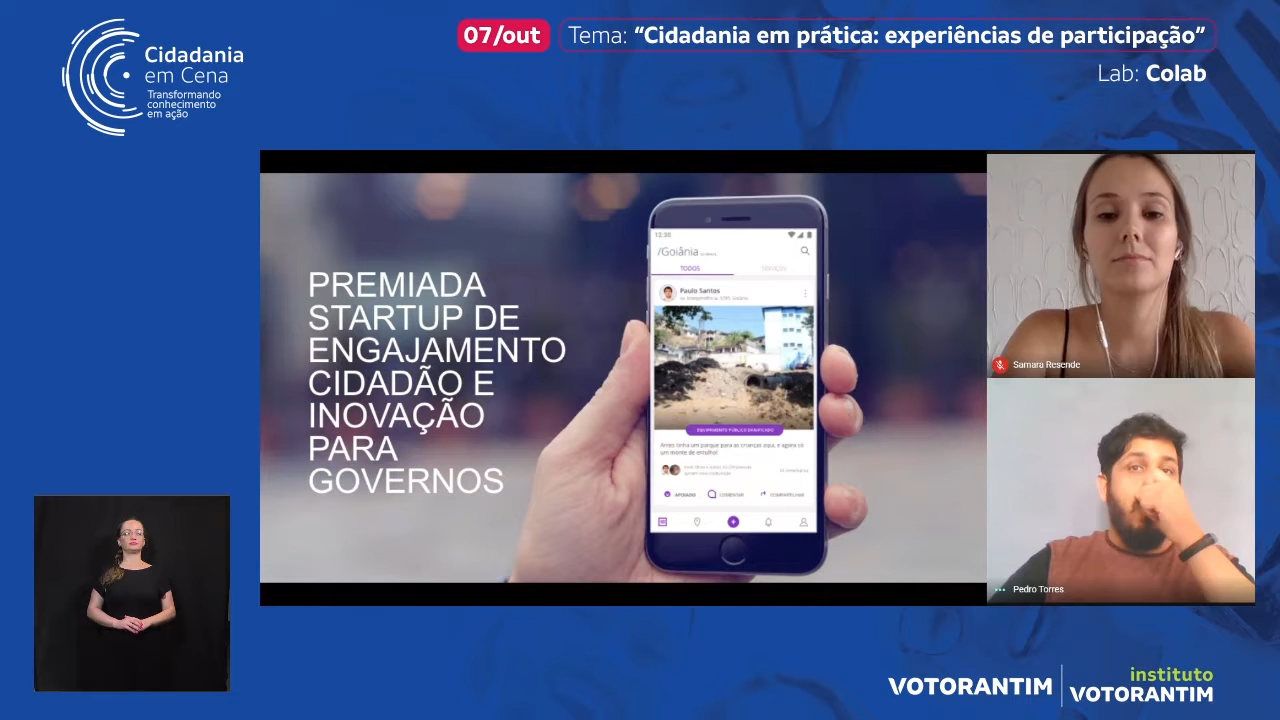 Cidadania
em Cena
Transformando
conhecimento
em ação
07/out
Tema: “Cidadania em prática: experiências de participação”
Lab: Colab
PREMIADA
STARTUP DE
ENGAJAMENTO
CIDADÃO E
INOVAÇÃO
PARA
GOVERNOS
12:30
/Goiânia
TODOS
SERVIÇOS
Paulo Santos
EQUIPAMENTO PÚBLICO DANIFICADO
Antes tinha um parque para as crianças aqui, e agora só
um monte de entulho!
APOIADO
COMENTAR
COMPARTILHAR
Samara Resende
Pedro Torres
VOTORANTIM
instituto
VOTORANTIM